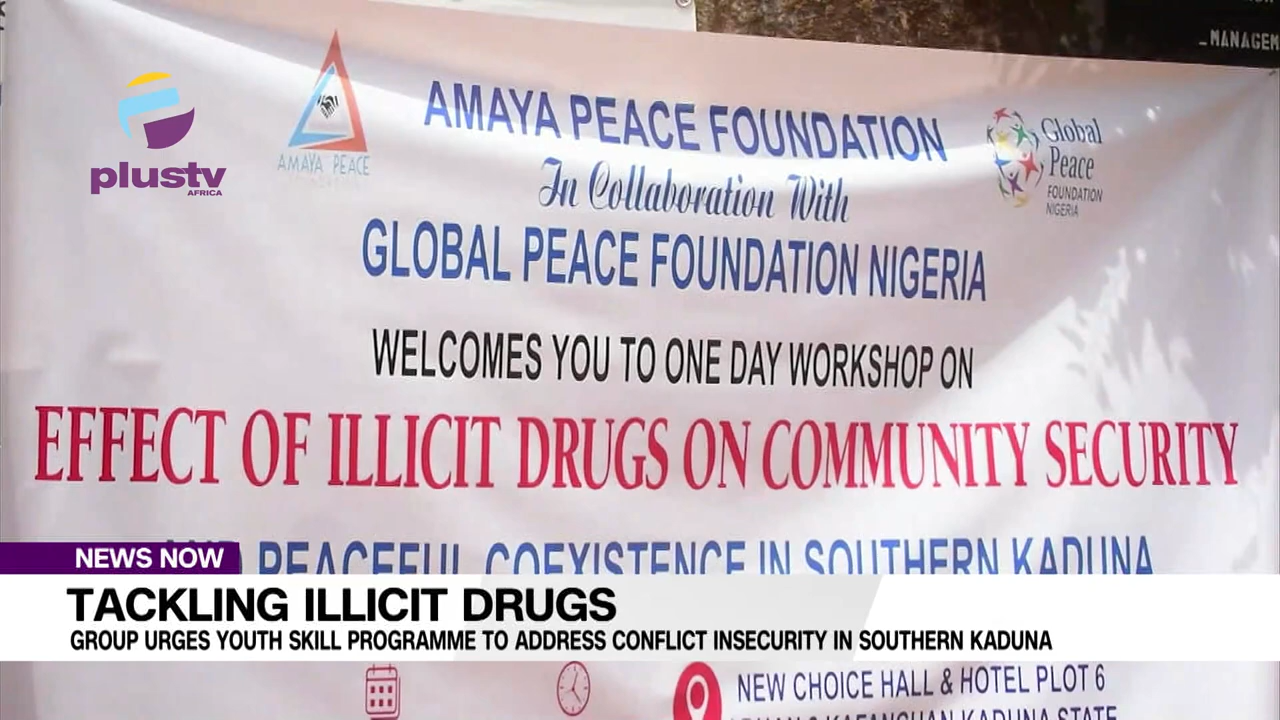 - MANAGEM
AMAYA PEACE FOUNDATION
In Collaboration With
GLOBAL PEACE FOUNDATION NIGERIA
plustv
AFRICA
AMAYA PEACE
Global
Peace
FOUNDATION
NIGERIA
WELCOMES YOU TO ONE DAY WORKSHOP ON
EFFECT OF ILLICIT DRUGS ON COMMUNITY SECURITY
PEACEFUL COEXISTENCE IN SOUTHERN KADUNA
NEWS NOW
TACKLING ILLICIT DRUGS
GROUP URGES YOUTH SKILL PROGRAMME TO ADDRESS CONFLICT INSECURITY IN SOUTHERN KADUNA
NEW CHOICE HALL & HOTEL PLOT 6
KAFANCHAN KADUNA STATE